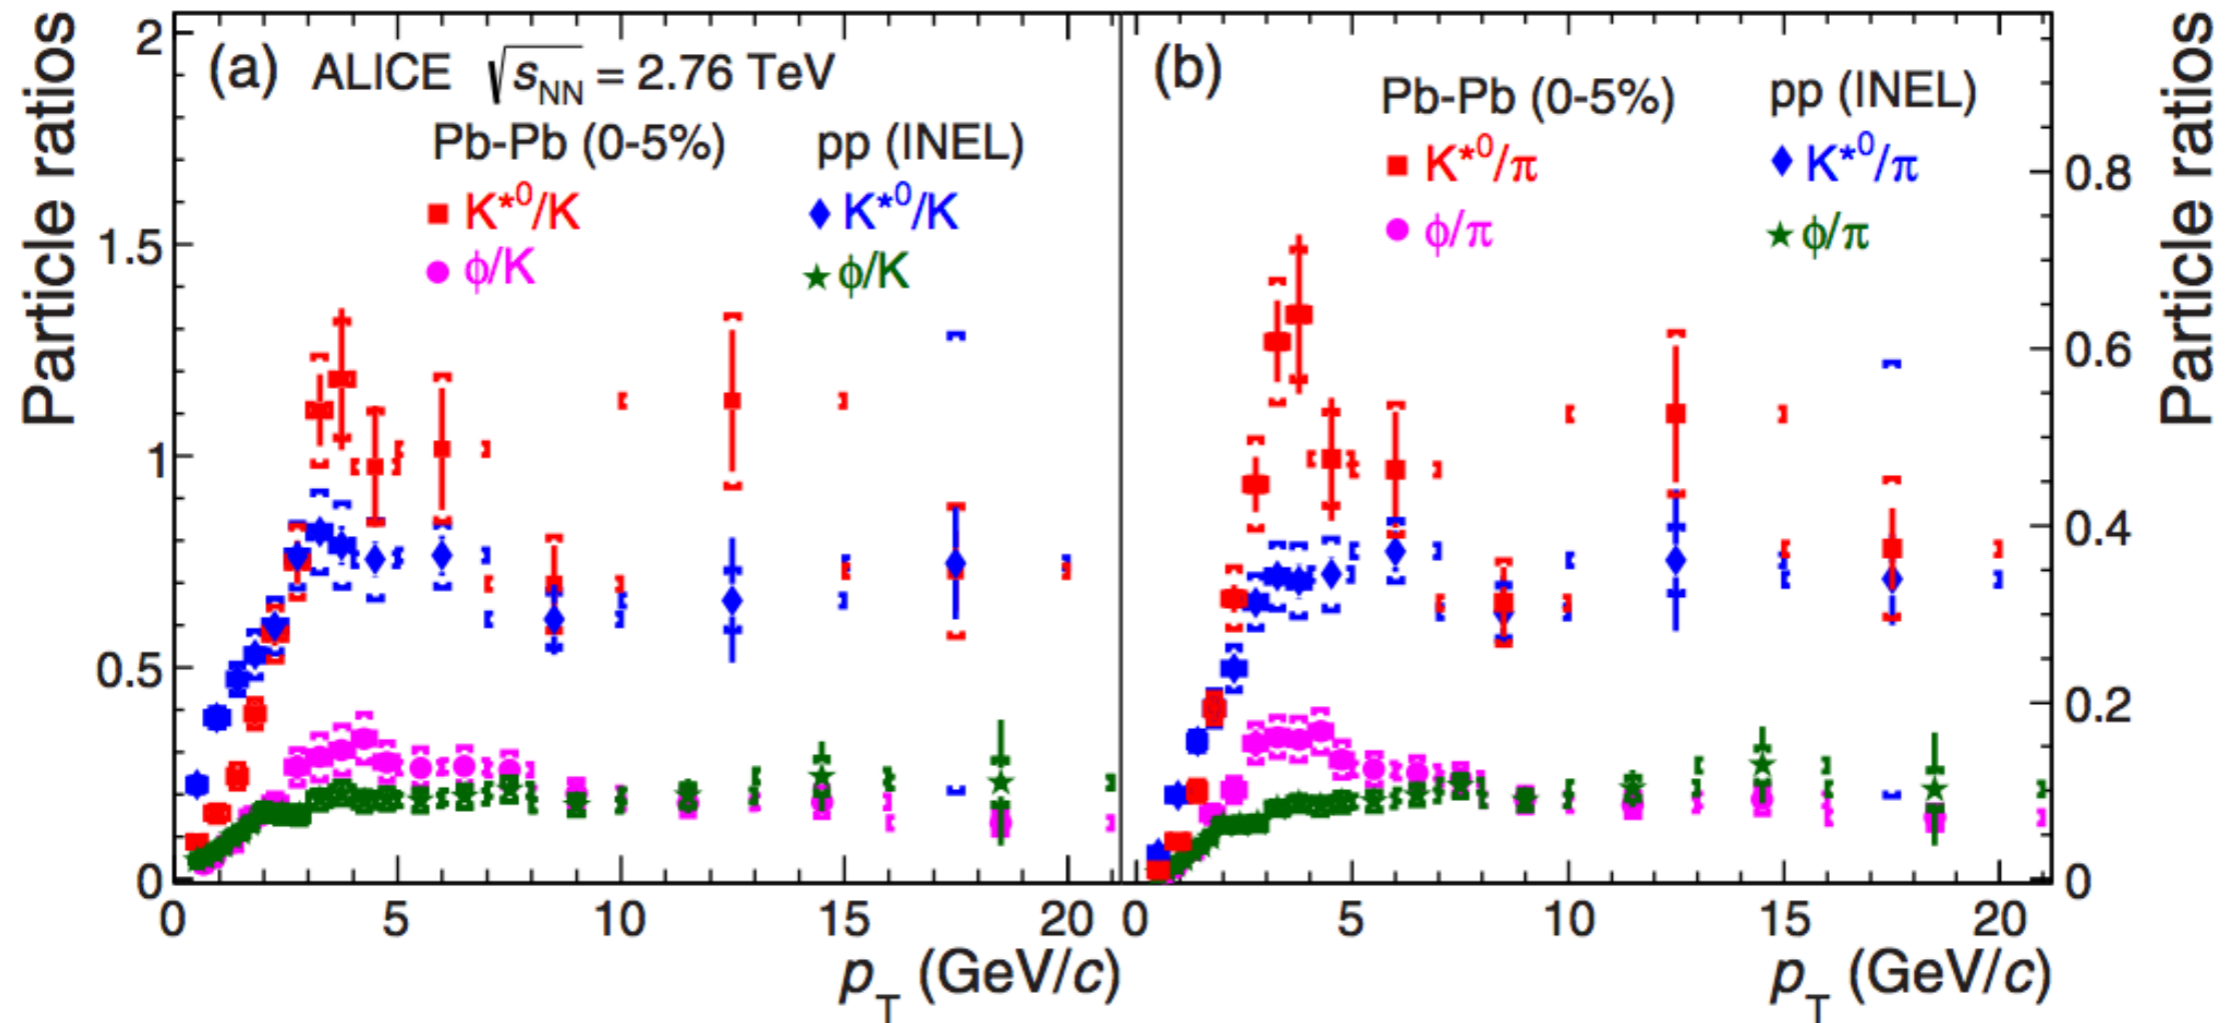 Particle ratios
(a) ALICE √sNN = 2.76 TeV
Pb-Pb (0-5%) pp (INEL)
K*0/K K*0/K
ϕ/K ϕ/K
2
1.5
1
0.5
0
0 5 10 15 20
pT (GeV/c)
(b)
Pb-Pb (0-5%) pp (INEL)
K*0/π K*0/π
ϕ/π ϕ/π
0.8
0.6
0.4
0.2
0
0 5 10 15 20
pT (GeV/c)
Particle ratios